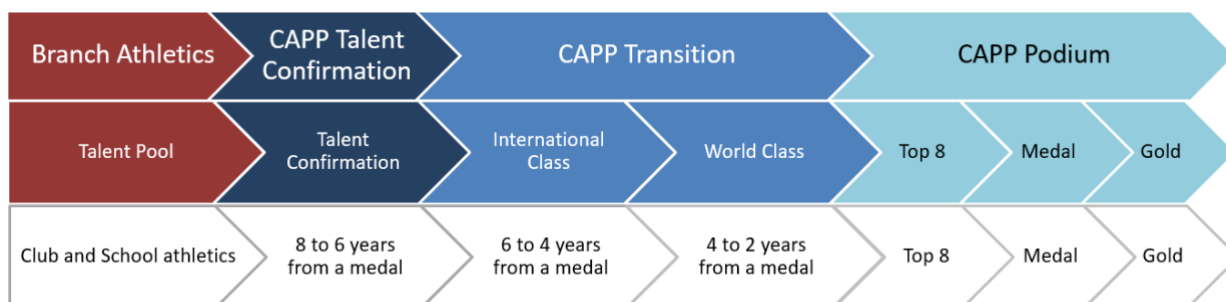 Branch Athletics
CAPP Talent
Confirmation
CAPP Transition
CAPP Podium
Talent Pool
Talent
Confirmation
International
Class
World Class
Top 8
Medal
Gold
Club and School athletics
8 to 6 years
from a medal
6 to 4 years
from a medal
4 to 2 years
from a medal
Top 8
Medal
Gold